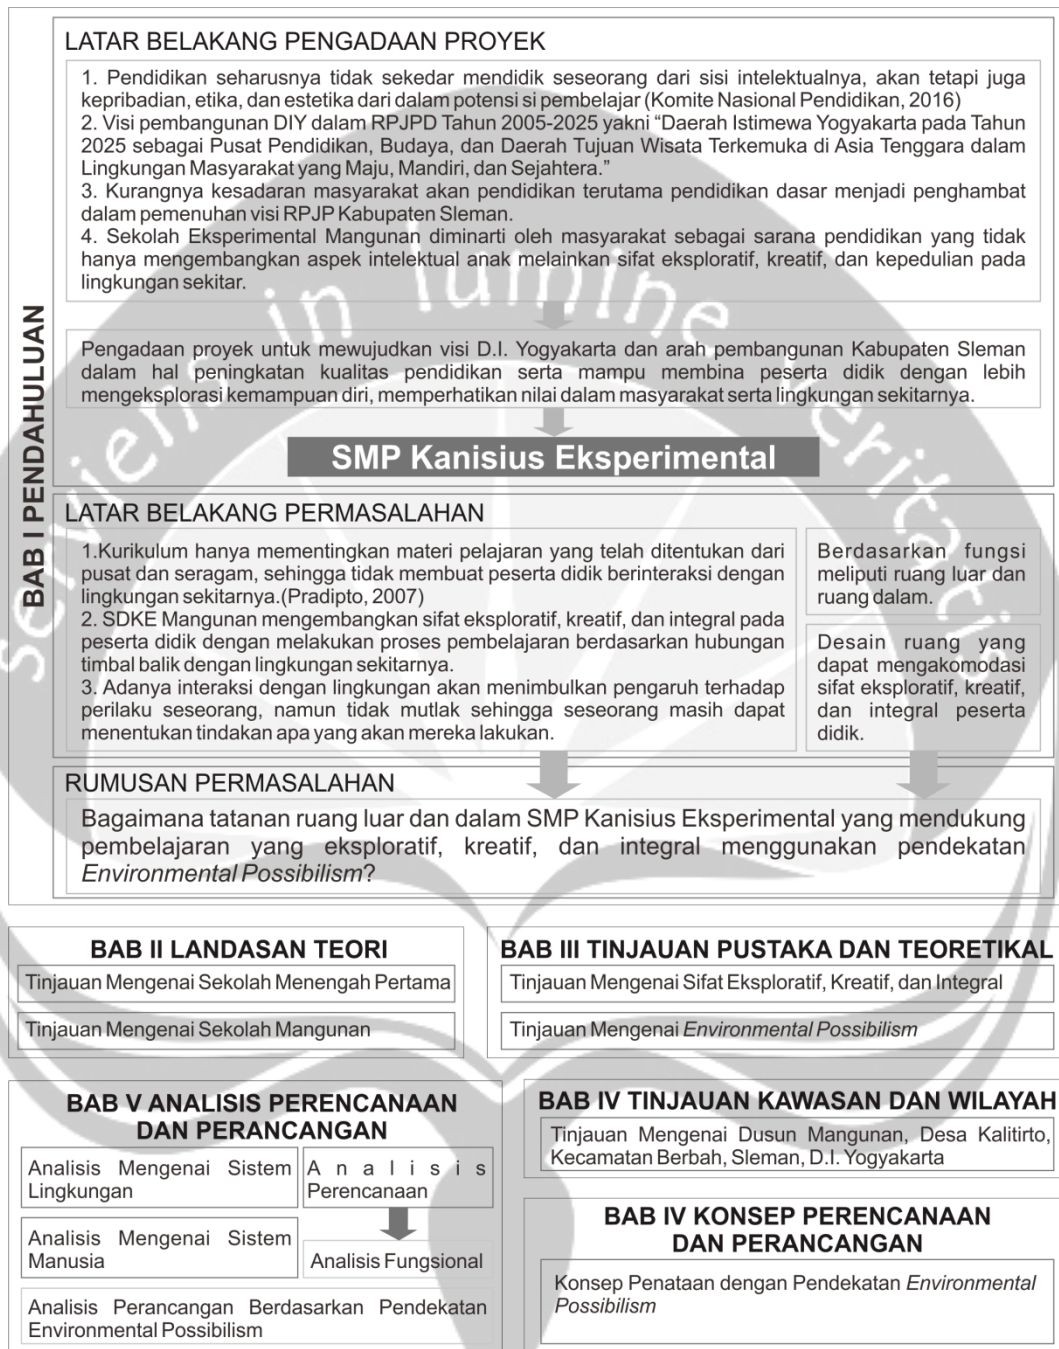 BAB I PENDAHULUAN
LATAR BELAKANG PENGADAAN PROYEK
1. Pendidikan seharusnya tidak sekedar mendidik seseorang dari sisi intelektualnya, akan tetapi juga
kepribadian, etika, dan estetika dari dalam potensi si pembelajar (Komite Nasional Pendidikan, 2016)
2. Visi pembangunan DIY dalam RPJPD Tahun 2005-2025 yakni “Daerah Istimewa Yogyakarta pada Tahun
2025 sebagai Pusat Pendidikan, Budaya, dan Daerah Tujuan Wisata Terkemuka di Asia Tenggara dalam
Lingkungan Masyarakat yang Maju, Mandiri, dan Sejahtera.”
3. Kurangnya kesadaran masyarakat akan pendidikan terutama pendidikan dasar menjadi penghambat
dalam pemenuhan visi RPJP Kabupaten Sleman.
4. Sekolah Eksperimental Mangunan diminarti oleh masyarakat sebagai sarana pendidikan yang tidak
hanya mengembangkan aspek intelektual anak melainkan sifat eksploratif, kreatif, dan kepedulian pada
lingkungan sekitar.
Pengadaan proyek untuk mewujudkan visi D.I. Yogyakarta dan arah pembangunan Kabupaten Sleman
dalam hal peningkatan kualitas pendidikan serta mampu membina peserta didik dengan lebih
mengeksplorasi kemampuan diri, memperhatikan nilai dalam masyarakat serta lingkungan sekitarnya.
SMP Kanisius Eksperimental
LATAR BELAKANG PERMASALAHAN
1.Kurikulum hanya mementingkan materi pelajaran yang telah ditentukan dari
pusat dan seragam, sehingga tidak membuat peserta didik berinteraksi dengan
lingkungan sekitarnya.(Pradipto, 2007)
2. SDKE Mangunan mengembangkan sifat eksploratif, kreatif, dan integral pada
peserta didik dengan melakukan proses pembelajaran berdasarkan hubungan
timbal balik dengan lingkungan sekitarnya.
3. Adanya interaksi dengan lingkungan akan menimbulkan pengaruh terhadap
perilaku seseorang, namun tidak mutlak sehingga seseorang masih dapat
menentukan tindakan apa yang akan mereka lakukan.
Berdasarkan fungsi
meliputi ruang luar dan
ruang dalam.
Desain ruang yang
dapat mengakomodasi
sifat eksploratif, kreatif,
dan integral peserta
didik.
RUMUSAN PERMASALAHAN
Bagaimana tatanan ruang luar dan dalam SMP Kanisius Eksperimental yang mendukung
pembelajaran yang eksploratif, kreatif, dan integral menggunakan pendekatan
Environmental Possibilism?
BAB II LANDASAN TEORI
Tinjauan Mengenai Sekolah Menengah Pertama
Tinjauan Mengenai Sekolah Mangunan
BAB III TINJAUAN PUSTAKA DAN TEORETIKAL
Tinjauan Mengenai Sifat Eksploratif, Kreatif, dan Integral
Tinjauan Mengenai Environmental Possibilism
BAB V ANALISIS PERENCANAAN
DAN PERANCANGAN
Analisis Mengenai Sistem
Lingkungan
Analisis
Perencanaan
Analisis Mengenai Sistem
Manusia
Analisis Fungsional
Analisis Perancangan Berdasarkan Pendekatan
Environmental Possibilism
BAB IV TINJAUAN KAWASAN DAN WILAYAH
Tinjauan Mengenai Dusun Mangunan, Desa Kalitirto,
Kecamatan Berbah, Sleman, D.I. Yogyakarta
BAB IV KONSEP PERENCANAAN
DAN PERANCANGAN
Konsep Penataan dengan Pendekatan Environmental
Possibilism
serviens in lumine veritatis